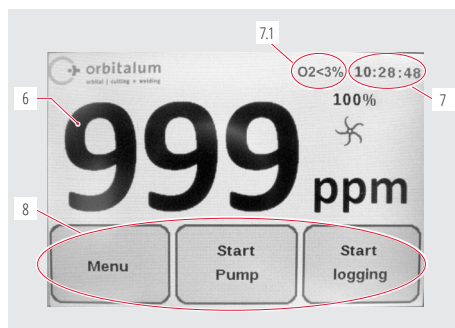 7.1
orbitalum
orbital | cutting + welding
O2<3% 10:28:48
100%
6
7
999 ppm
8
Menu
Start
Pump
Start
logging